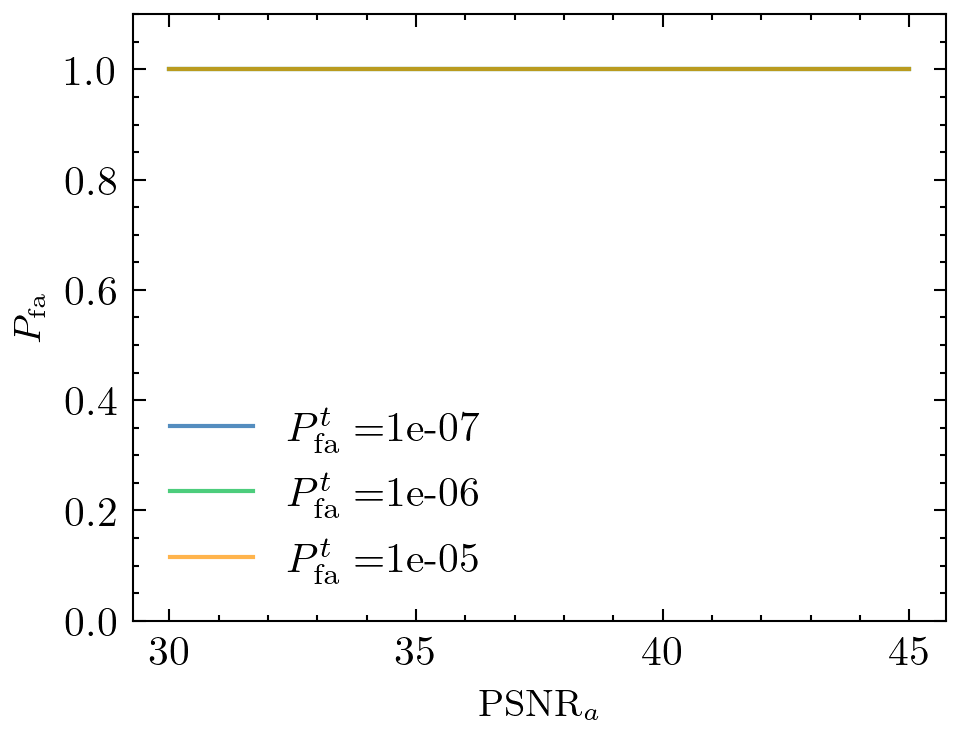 1.0
0.8
0.6
0.4
0.2
0.0
P_fa
P^t_fa =1e-07
P^t_fa =1e-06
P^t_fa =1e-05
30 35 40 45
PSNR_a